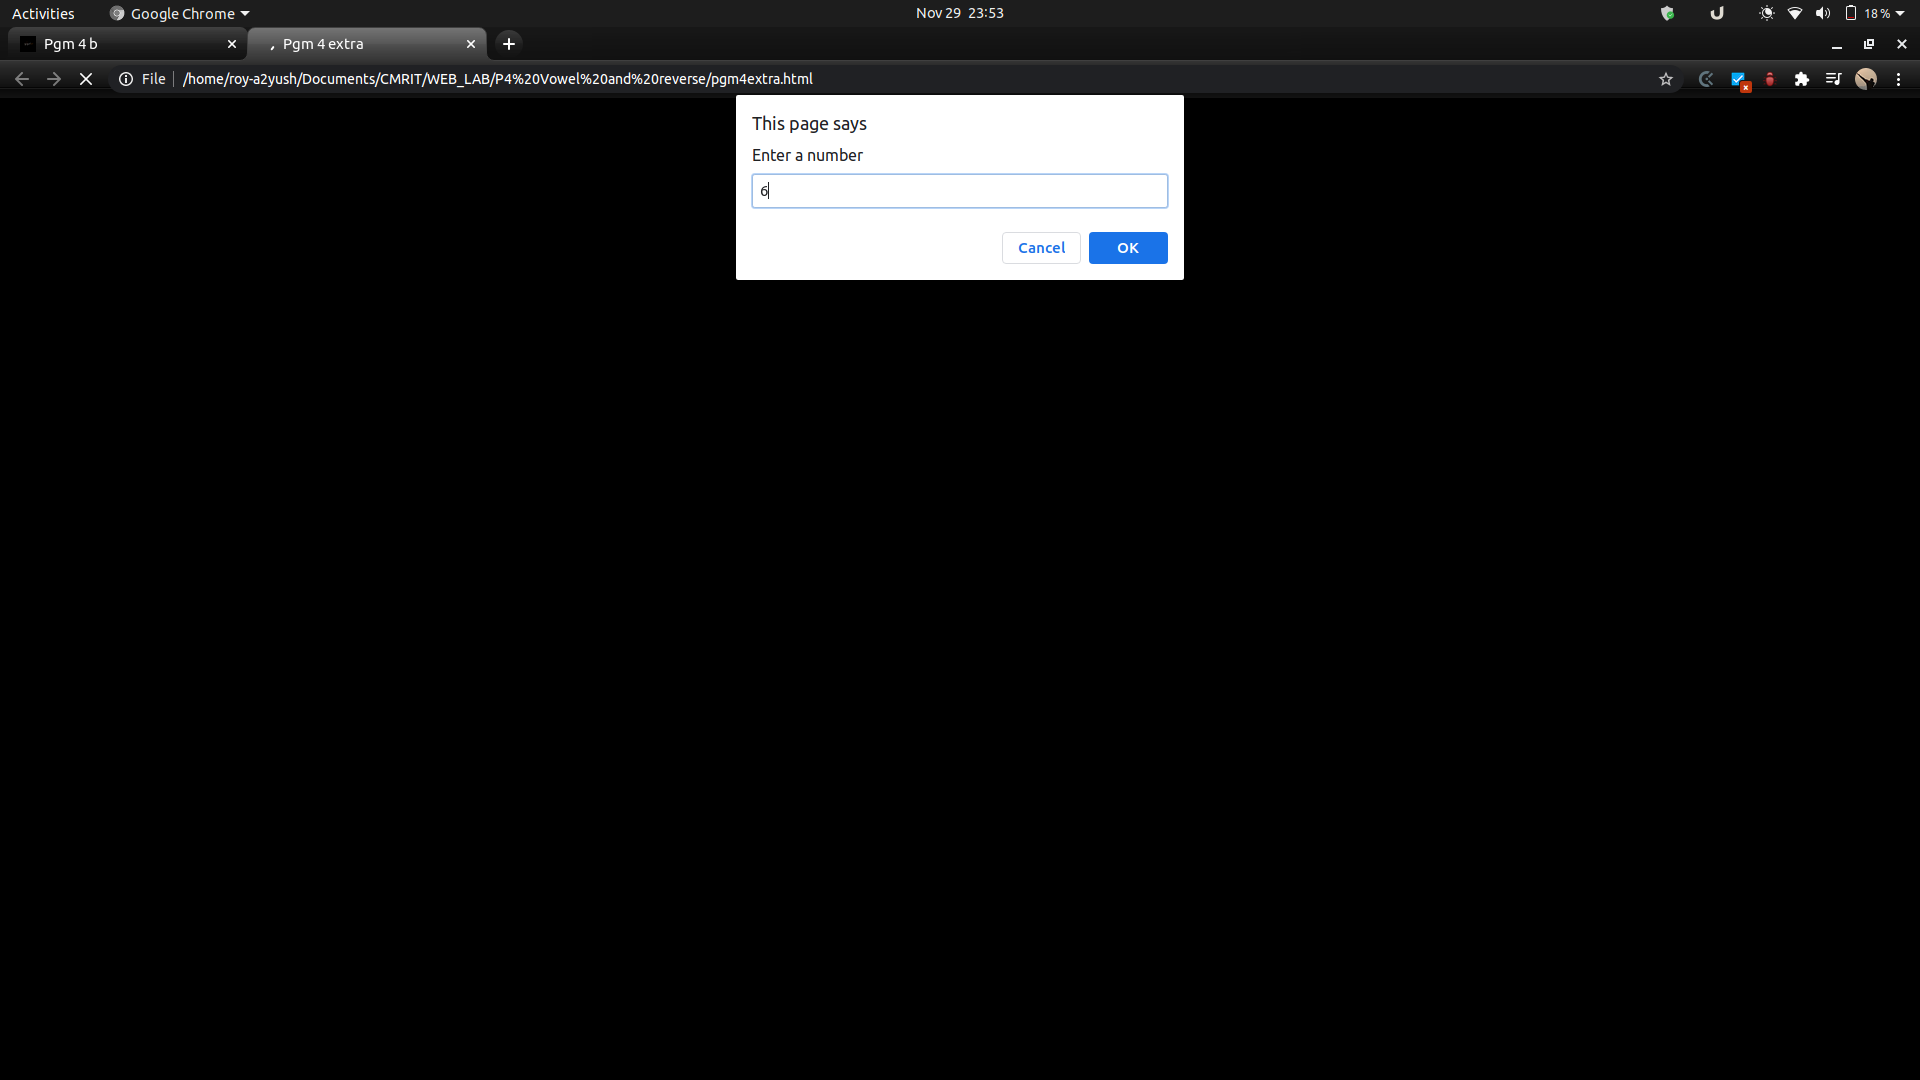 Activities
Google Chrome
Nov 29 23:53
18 %
Pgm 4 b
Pgm 4 extra
File
/home/roy-a2yush/Documents/CMRIT/WEB_LAB/P4%20Vowel%20and%20reverse/pgm4extra.html
This page says
Enter a number
6
Cancel
OK